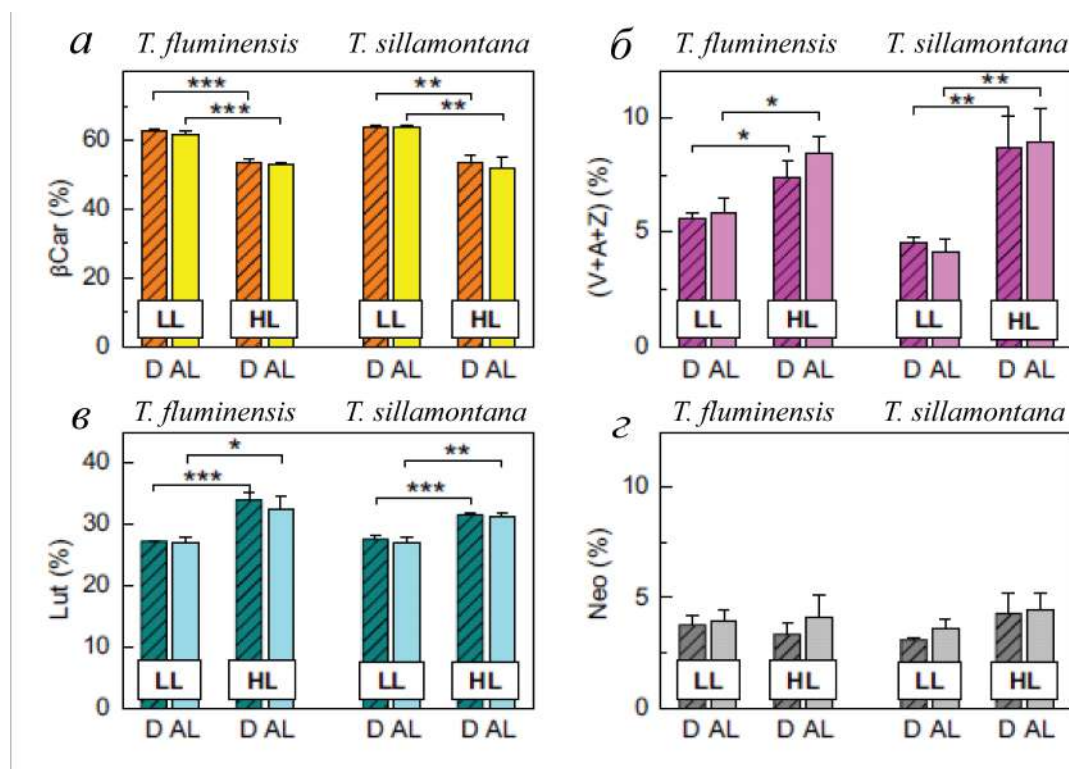 а
T. fluminensis T. sillamontana
βCar (%)
60
40
20
0
*** *** ** **
LL HL LL HL
D AL D AL D AL D AL
б
T. fluminensis T. sillamontana
(V+A+Z) (%)
10
5
0
* * ** **
LL HL LL HL
D AL D AL D AL D AL
в
T. fluminensis T. sillamontana
Lut (%)
40
30
20
10
0
*** * *** **
LL HL LL HL
D AL D AL D AL D AL
г
T. fluminensis T. sillamontana
Neo (%)
10
5
0
LL HL LL HL
D AL D AL D AL D AL